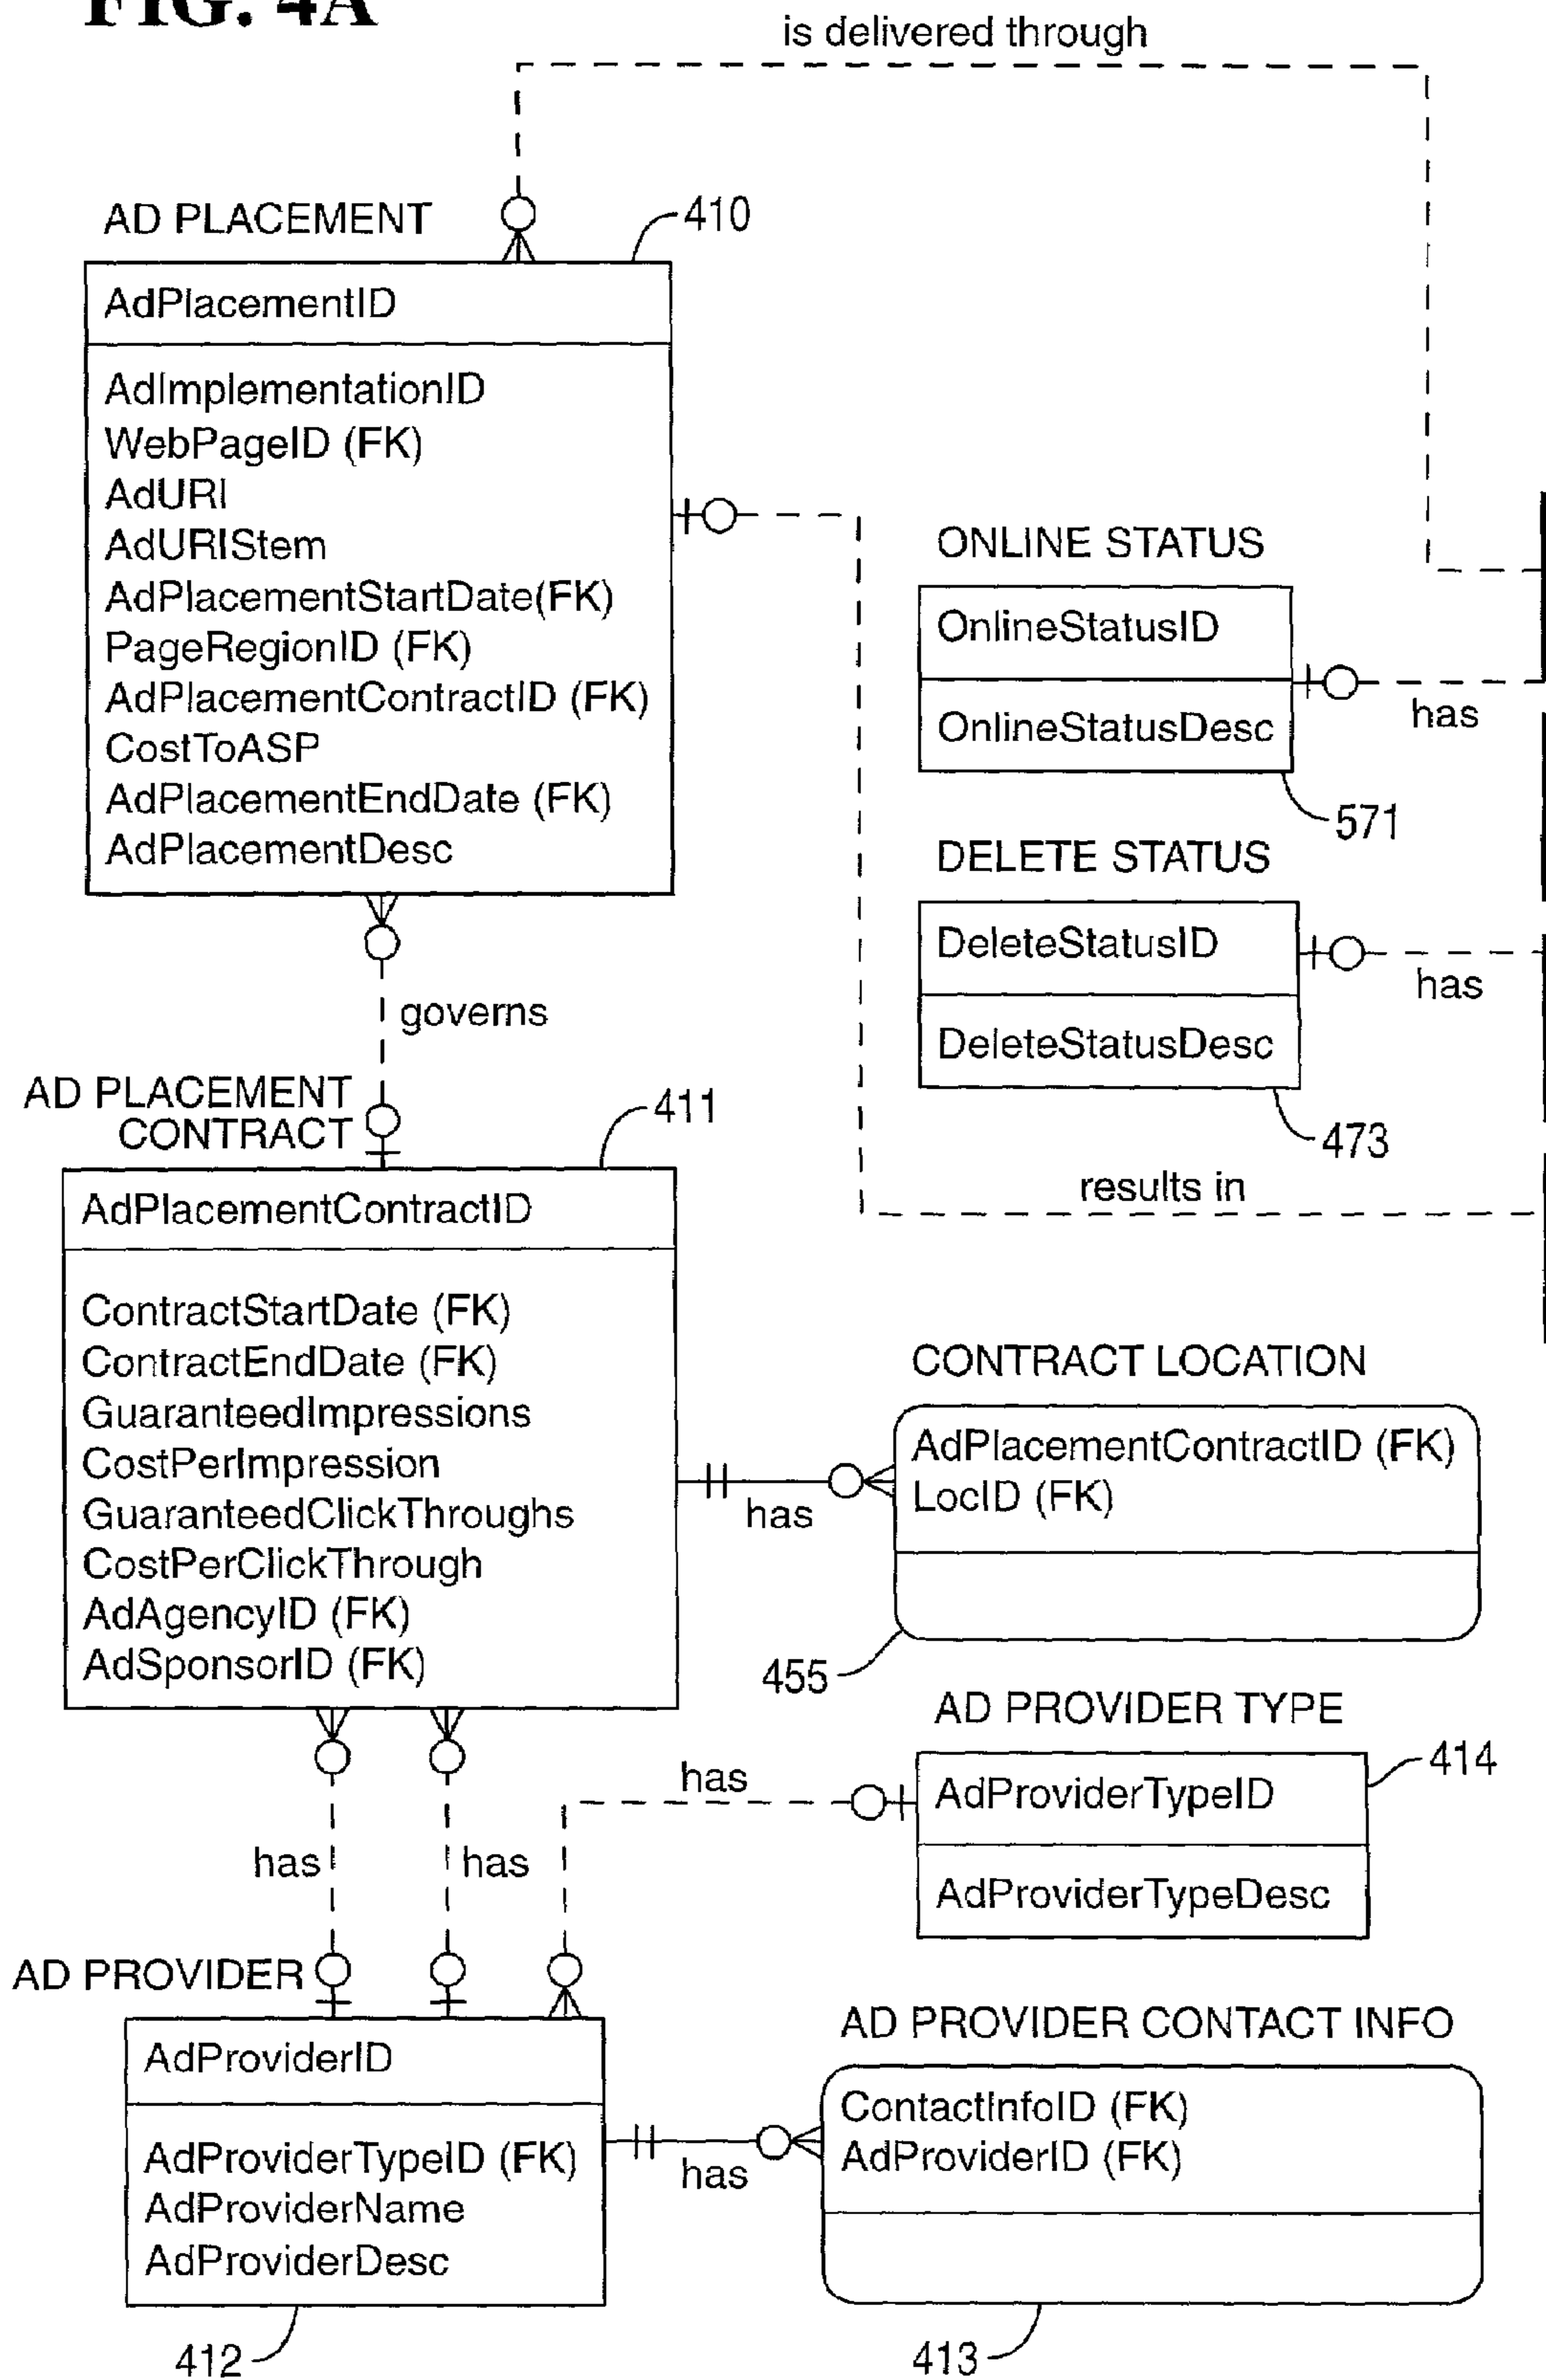 FIG. 4A
is delivered through
AD PLACEMENT
410
AdPlacementID
AdImplementationID
WebPageID (FK)
AdURI
AdURIStem
AdPlacementStartDate(FK)
PageRegionID (FK)
AdPlacementContractID (FK)
CostToASP
AdPlacementEndDate (FK)
AdPlacementDesc
ONLINE STATUS
OnlineStatusID
OnlineStatusDesc
has
571
DELETE STATUS
DeleteStatusID
DeleteStatusDesc
has
473
governs
results in
AD PLACEMENT
CONTRACT
411
AdPlacementContractID
ContractStartDate (FK)
ContractEndDate (FK)
GuaranteedImpressions
CostPerImpression
GuaranteedClickThroughs
CostPerClickThrough
AdAgencyID (FK)
AdSponsorID (FK)
has
CONTRACT LOCATION
AdPlacementContractID (FK)
LocID (FK)
455
AD PROVIDER TYPE
414
AdProviderTypeID
AdProviderTypeDesc
has
has
has
AD PROVIDER
AdProviderID
AdProviderTypeID (FK)
AdProviderName
AdProviderDesc
412
has
AD PROVIDER CONTACT INFO
ContactInfoID (FK)
AdProviderID (FK)
413